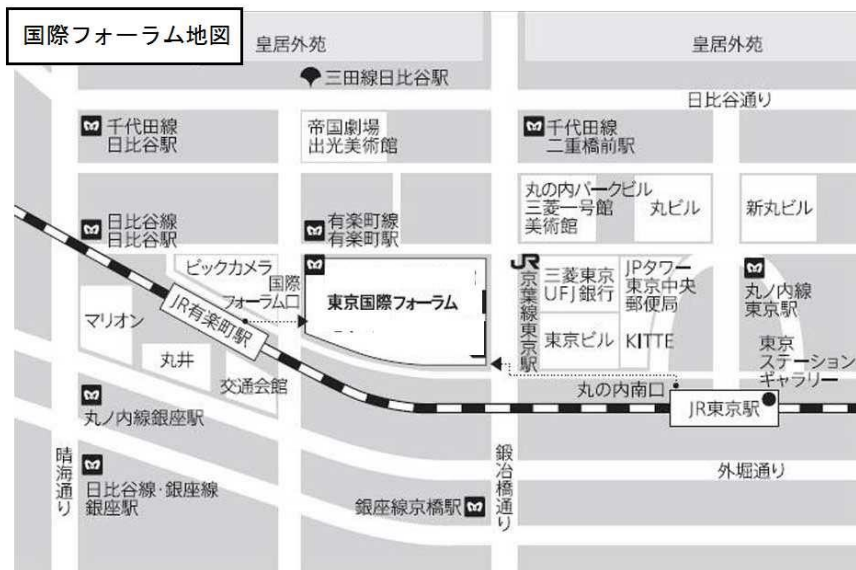 国際フォーラム地図
皇居外苑
皇居外苑
三田線日比谷駅
日比谷通り
千代田線
日比谷駅
帝国劇場
出光美術館
千代田線
二重橋前駅
丸の内パークビル
三菱一号館
美術館
丸ビル
新丸ビル
日比谷線
日比谷駅
有楽町線
有楽町駅
ビックカメラ
国際
フォーラム口
東京国際フォーラム
JR
京葉線東京駅
三菱東京
UFJ銀行
JPタワー
東京中央
郵便局
丸ノ内線
東京駅
マリオン
JR有楽町駅
東京ビル
KITTE
東京
ステーション
ギャラリー
丸井
交通会館
丸の内南口
JR東京駅
丸ノ内線銀座駅
晴海通り
日比谷線・銀座線
銀座駅
銀座線京橋駅
鍛冶橋通り
外堀通り